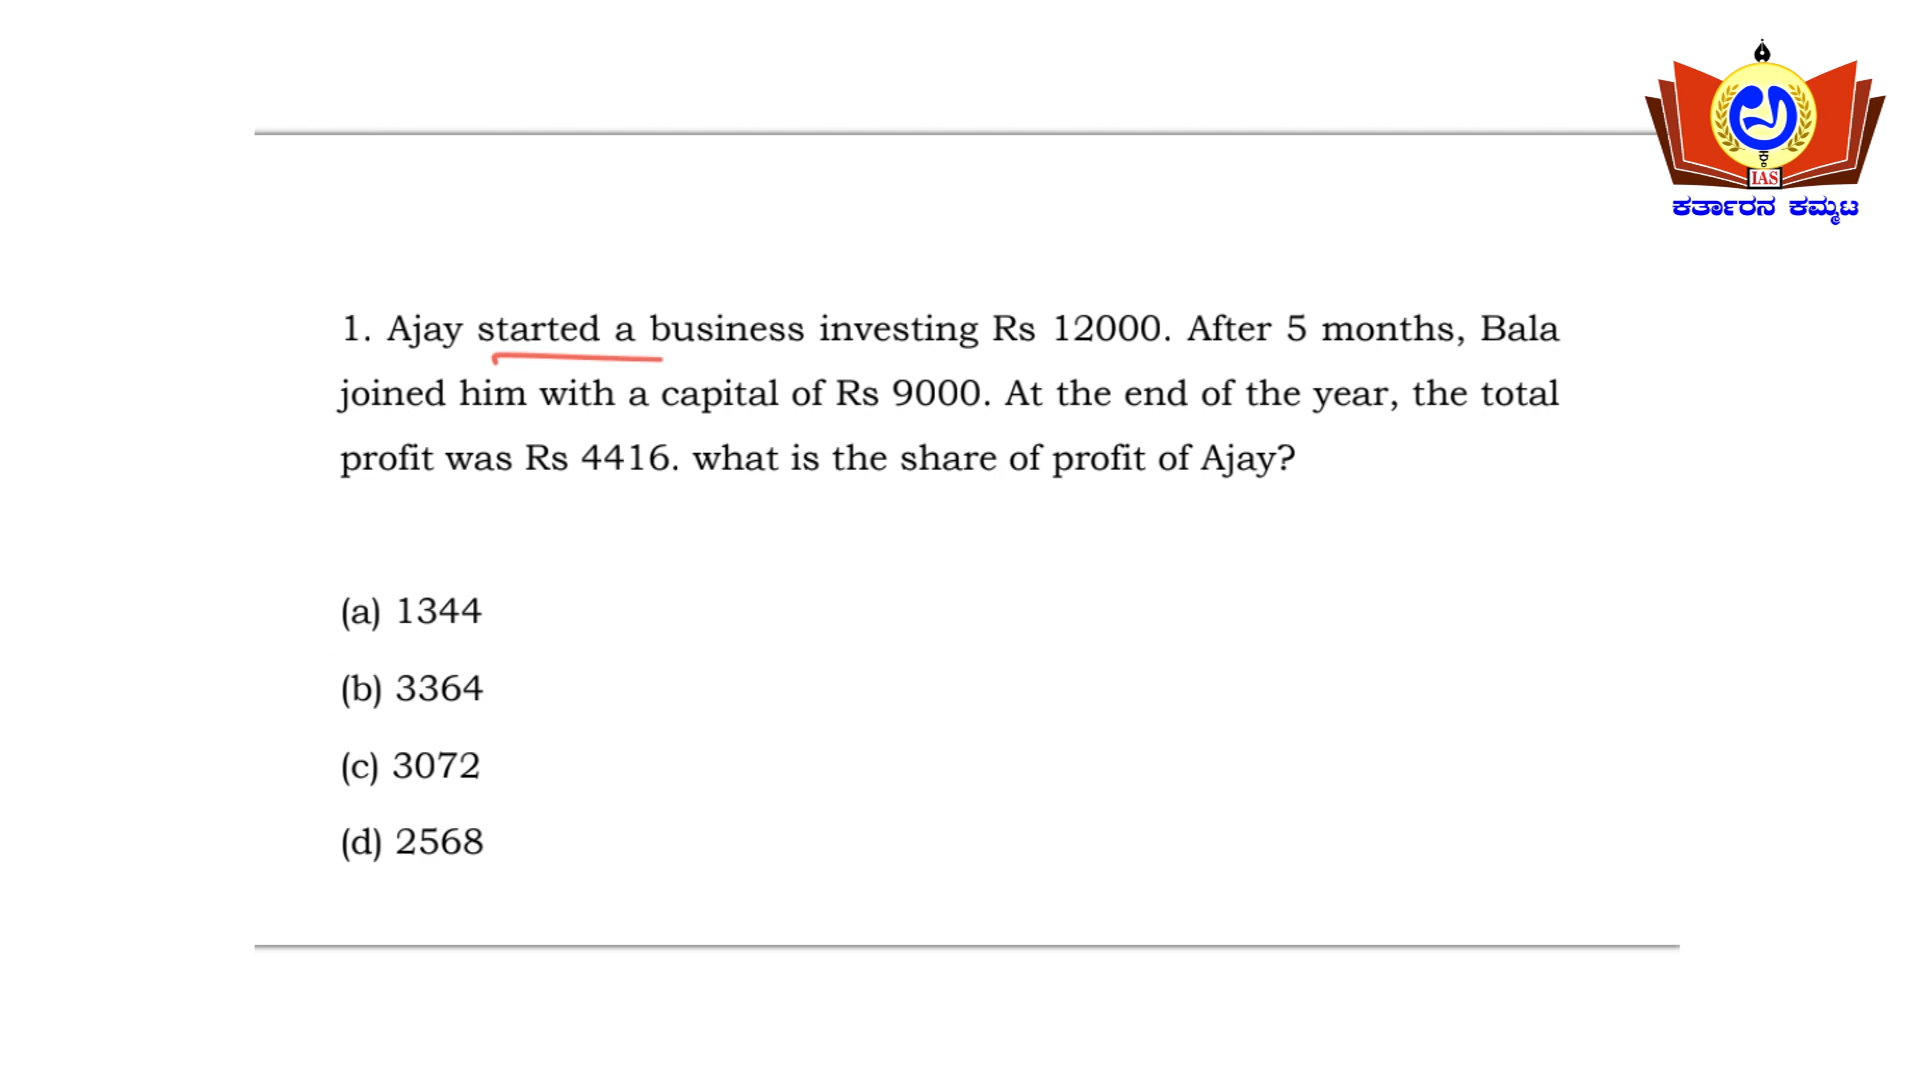 IAS
ಕರ್ತಾರನ ಕಮ್ಮಟ
1. Ajay started a business investing Rs 12000. After 5 months, Bala
joined him with a capital of Rs 9000. At the end of the year, the total
profit was Rs 4416. what is the share of profit of Ajay?
(a) 1344
(b) 3364
(c) 3072
(d) 2568